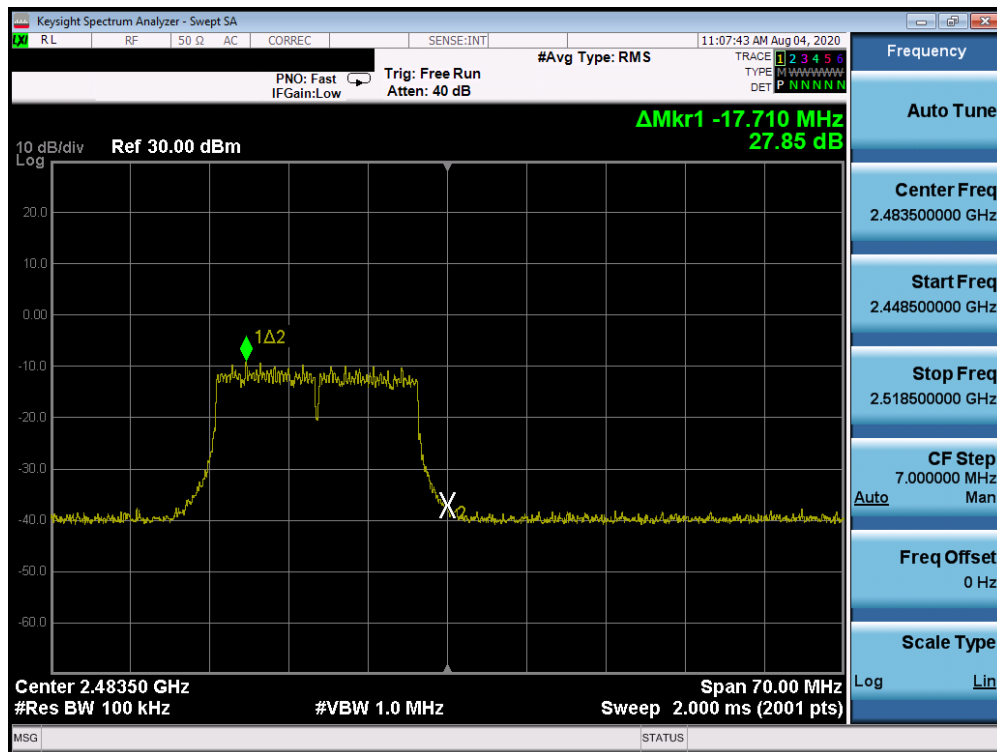 Keysight Spectrum Analyzer - Swept SA
LXI RL RF 50 Ω AC CORREC SENSE:INT 11:07:43 AM Aug 04, 2020
#Avg Type: RMS TRACE 1 2 3 4 5 6
PNO: Fast Trig: Free Run TYPE M WWWWW
IFGain:Low Atten: 40 dB DET P N N N N N
ΔMkr1 -17.710 MHz
27.85 dB
10 dB/div Ref 30.00 dBm
Log
20.0
10.0
0.00
1Δ2
-10.0
-20.0
-30.0
X2
-40.0
-50.0
-60.0
Center 2.48350 GHz Span 70.00 MHz
#Res BW 100 kHz #VBW 1.0 MHz Sweep 2.000 ms (2001 pts)
MSG STATUS
Frequency
Auto Tune
Center Freq
2.483500000 GHz
Start Freq
2.448500000 GHz
Stop Freq
2.518500000 GHz
CF Step
7.000000 MHz
Auto Man
Freq Offset
0 Hz
Scale Type
Log Lin